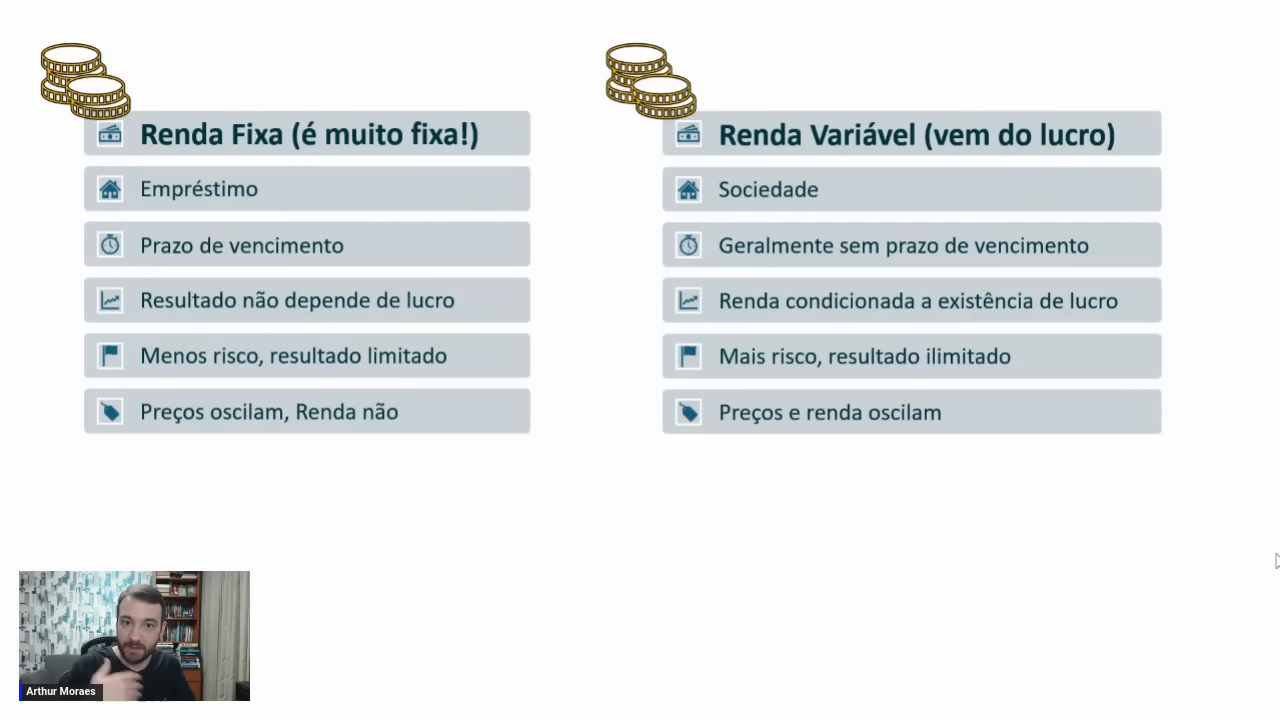 Renda Fixa (é muito fixa!)
Empréstimo
Prazo de vencimento
Resultado não depende de lucro
Menos risco, resultado limitado
Preços oscilam, Renda não
Renda Variável (vem do lucro)
Sociedade
Geralmente sem prazo de vencimento
Renda condicionada a existência de lucro
Mais risco, resultado ilimitado
Preços e renda oscilam
Arthur Moraes